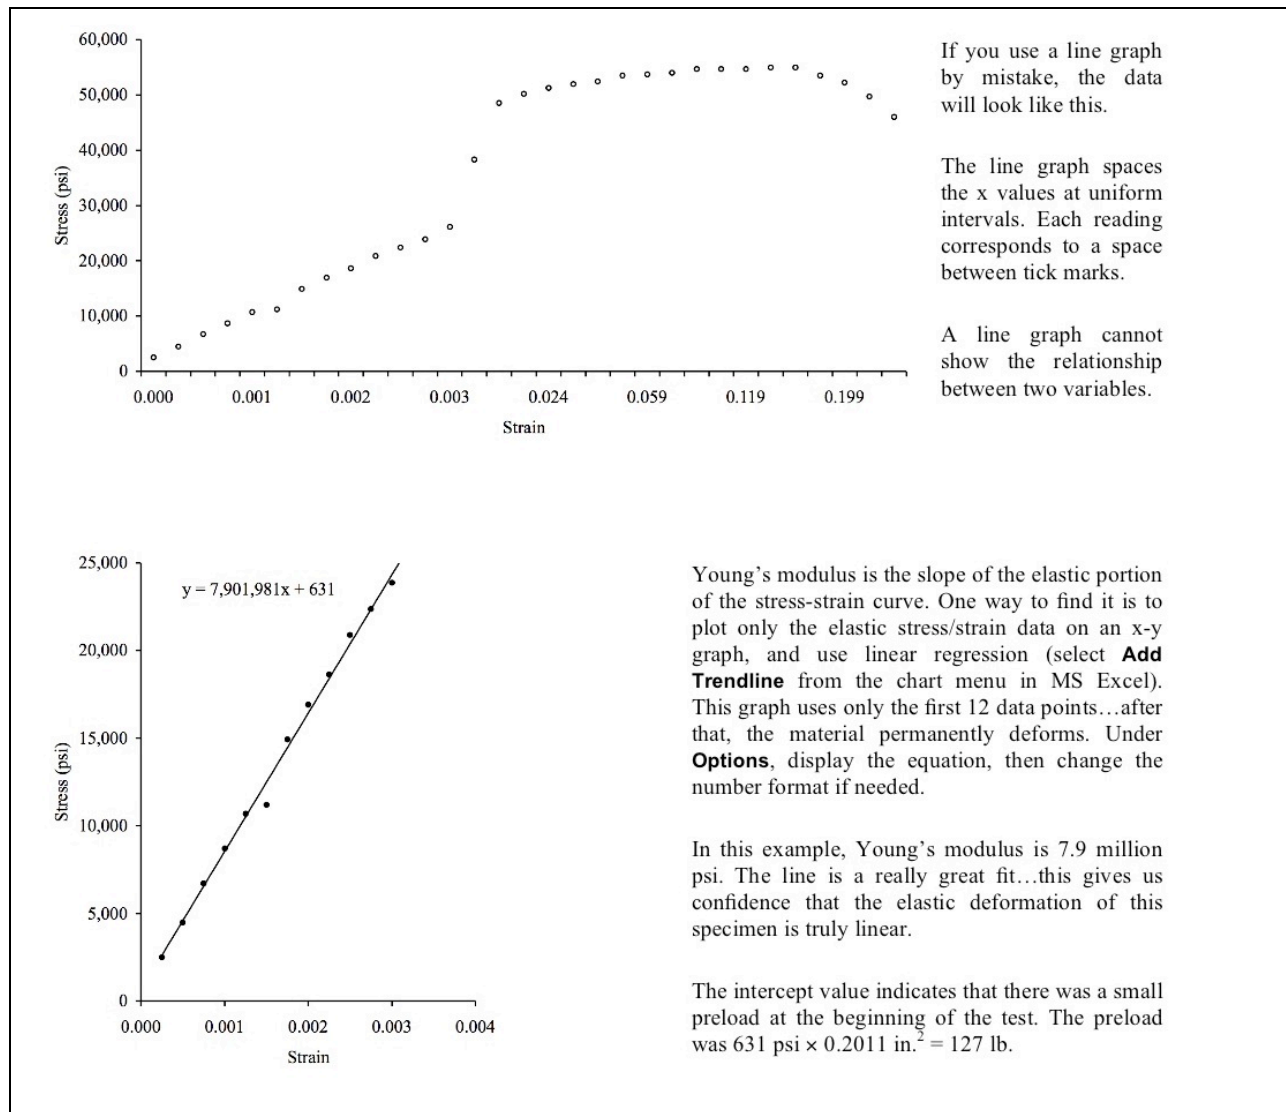 60,000
50,000
40,000
30,000
20,000
10,000
0
Stress (psi)
0.000 0.001 0.002 0.003 0.024 0.059 0.119 0.199
Strain
If you use a line graph
by mistake, the data
will look like this.
The line graph spaces
the x values at uniform
intervals. Each reading
corresponds to a space
between tick marks.
A line graph cannot
show the relationship
between two variables.
25,000
20,000
15,000
10,000
5,000
0
Stress (psi)
y = 7,901,981x + 631
0.000 0.001 0.002 0.003 0.004
Strain
Young’s modulus is the slope of the elastic portion
of the stress-strain curve. One way to find it is to
plot only the elastic stress/strain data on an x-y
graph, and use linear regression (select Add
Trendline from the chart menu in MS Excel).
This graph uses only the first 12 data points…after
that, the material permanently deforms. Under
Options, display the equation, then change the
number format if needed.
In this example, Young’s modulus is 7.9 million
psi. The line is a really great fit…this gives us
confidence that the elastic deformation of this
specimen is truly linear.
The intercept value indicates that there was a small
preload at the beginning of the test. The preload
was 631 psi × 0.2011 in.² = 127 lb.